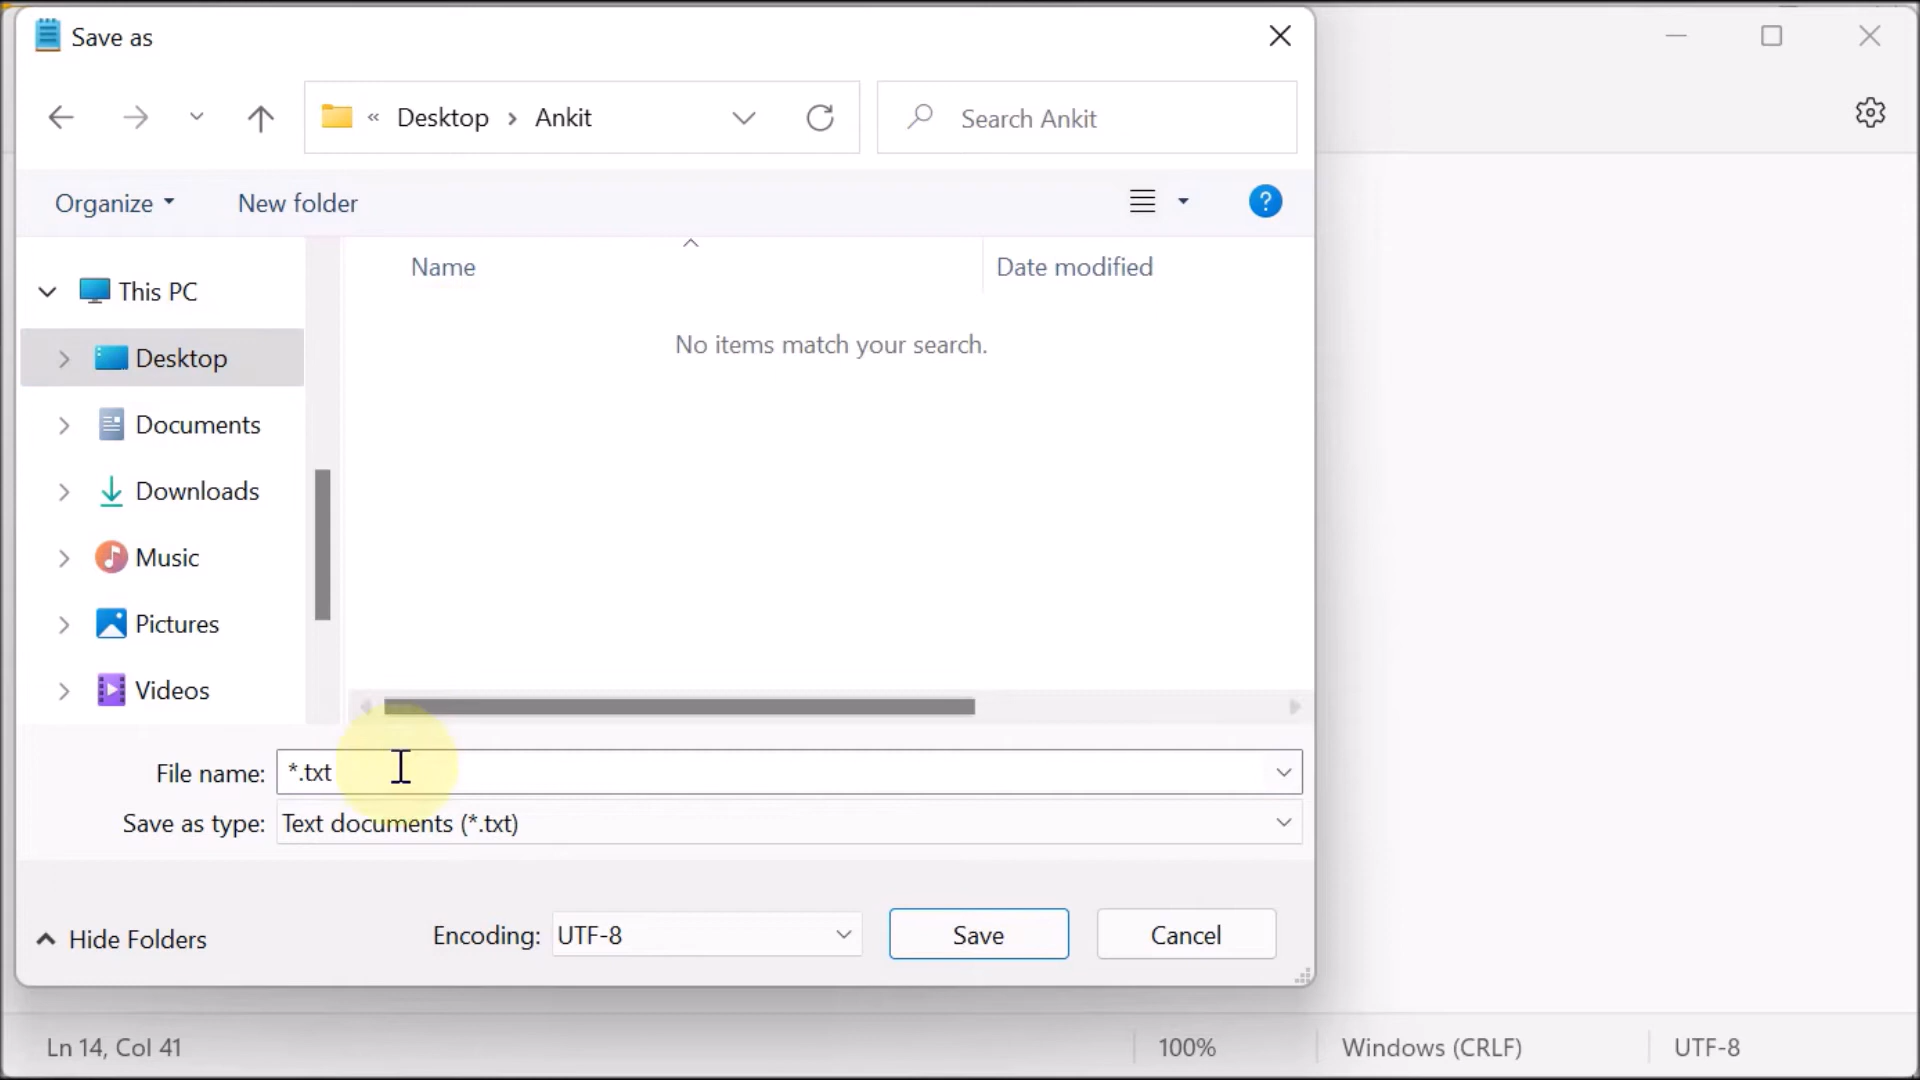 Save as
« Desktop > Ankit
Search Ankit
Organize
New folder
?
Name
Date modified
This PC
No items match your search.
Desktop
Documents
Downloads
Music
Pictures
Videos
File name: *.txt
Save as type: Text documents (*.txt)
Hide Folders
Encoding: UTF-8
Save
Cancel
Ln 14, Col 41
100%
Windows (CRLF)
UTF-8